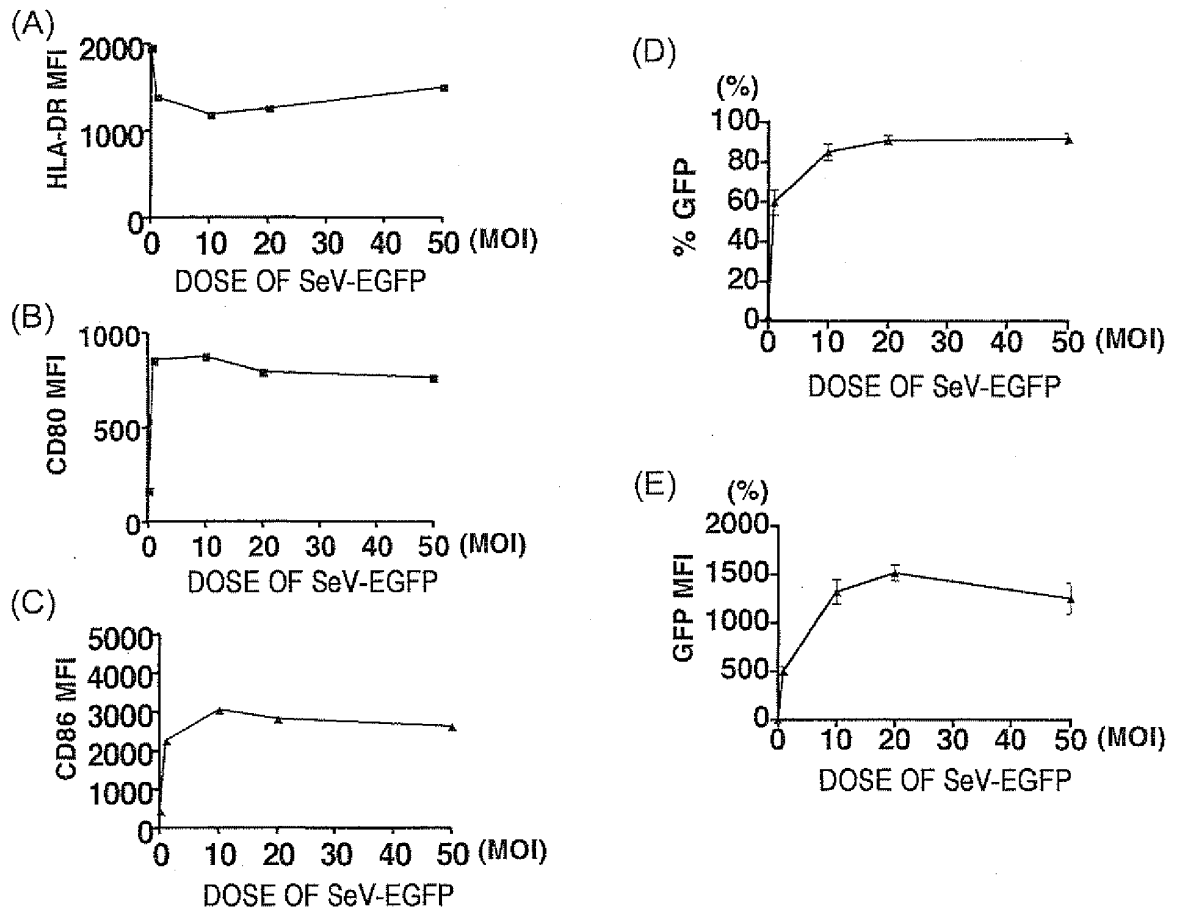 (A)
HLA-DR MFI
2000
1000
0
0 10 20 30 40 50 (MOI)
DOSE OF SeV-EGFP
(B)
CD80 MFI
1000
500
0
0 10 20 30 40 50 (MOI)
DOSE OF SeV-EGFP
(C)
CD86 MFI
5000
4000
3000
2000
1000
0
0 10 20 30 40 50 (MOI)
DOSE OF SeV-EGFP
(D)
(%)
% GFP
100
80
60
40
20
0
0 10 20 30 40 50 (MOI)
DOSE OF SeV-EGFP
(E)
(%)
GFP MFI
2000
1500
1000
500
0
0 10 20 30 40 50 (MOI)
DOSE OF SeV-EGFP